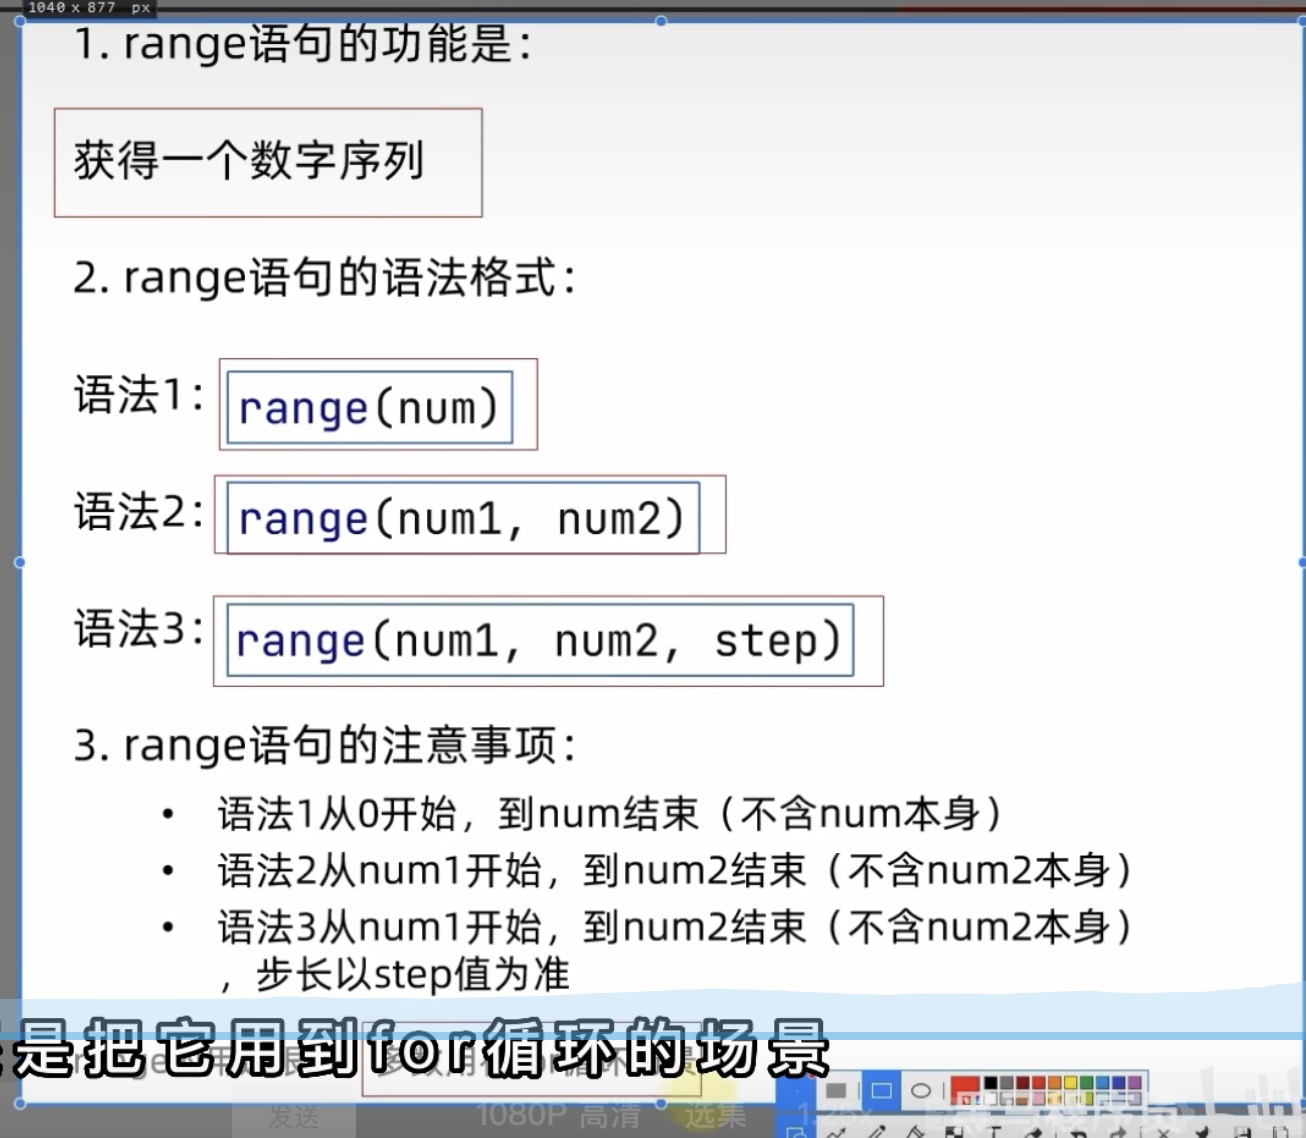 1040 x 877 px
1. range语句的功能是：
获得一个数字序列
2. range语句的语法格式：
语法1：range(num)
语法2：range(num1, num2)
语法3：range(num1, num2, step)
3. range语句的注意事项：
• 语法1从0开始，到num结束（不含num本身）
• 语法2从num1开始，到num2结束（不含num2本身）
• 语法3从num1开始，到num2结束（不含num2本身）
，步长以step值为准
是把它用到for循环的场景
发送 1080P 高清 选集 1.25x